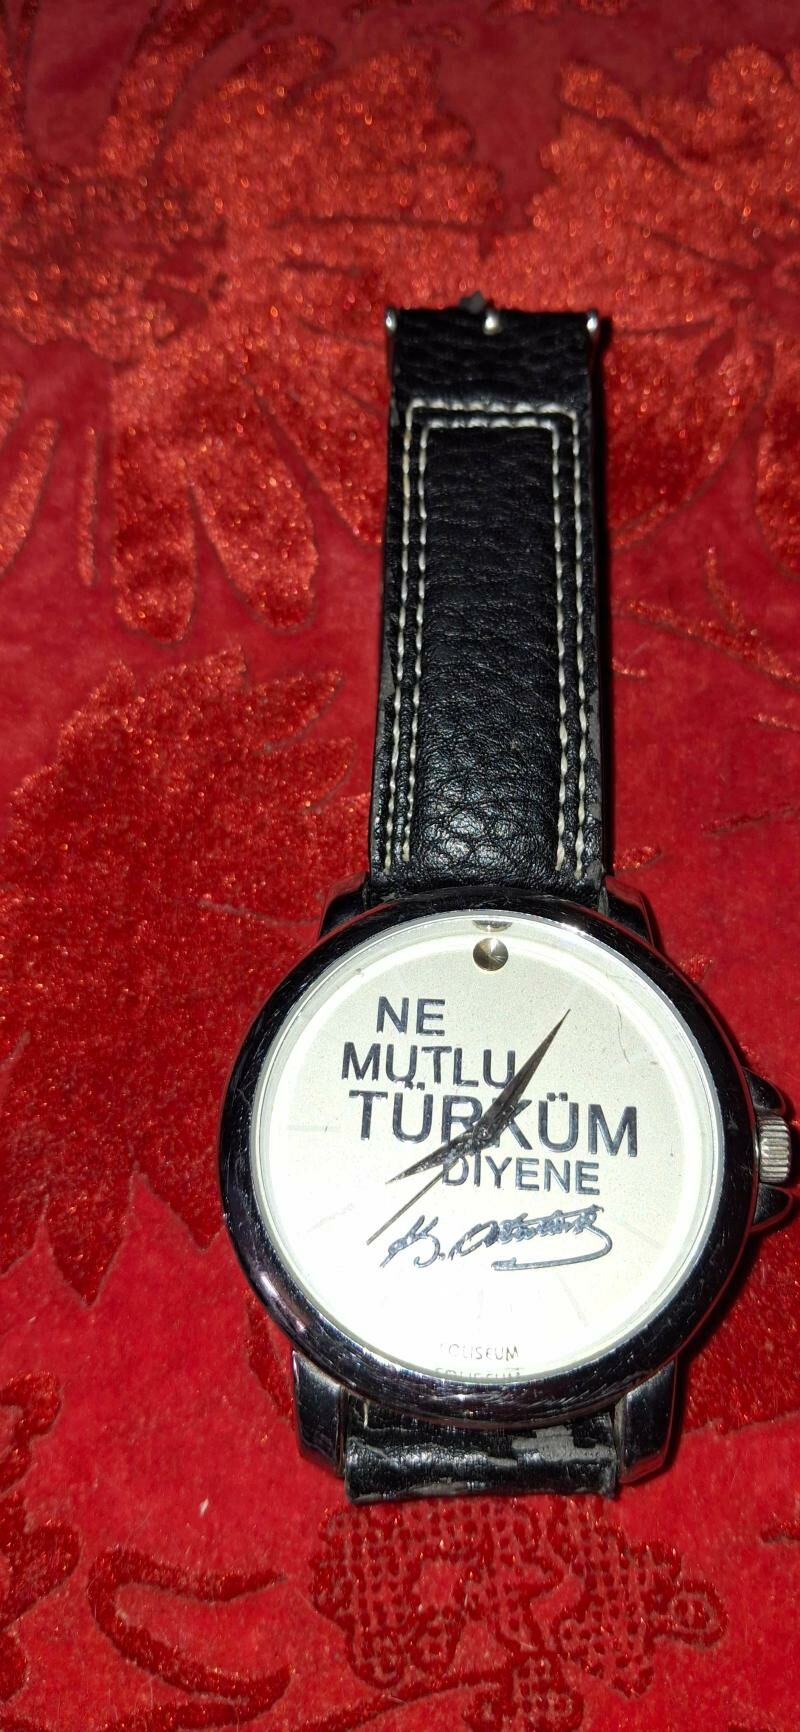 NE
MUTLU
TÜRKÜM
DİYENE
K. Atatürk
COLISEUM